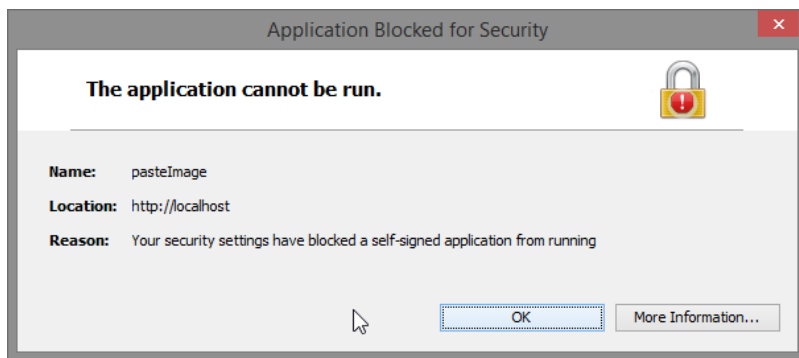 Application Blocked for Security
The application cannot be run.
Name: pasteImage
Location: http://localhost
Reason: Your security settings have blocked a self-signed application from running
OK More Information...